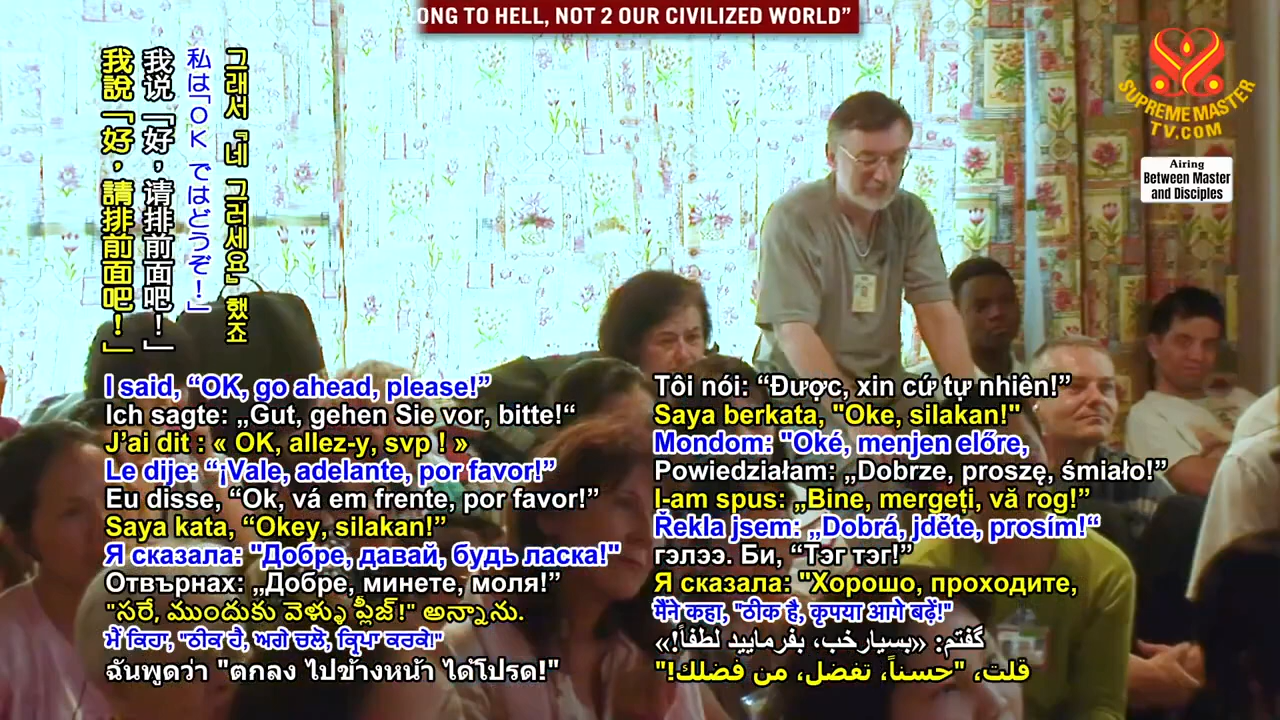 ONG TO HELL, NOT 2 OUR CIVILIZED WORLD”
SUPREME MASTER
TV.COM
Airing
Between Master
and Disciples
그래서 『네 그러세요』 했죠
私は「OK ではどうぞ！」
我说「好，请排前面吧！」
我說「好，請排前面吧！」
I said, “OK, go ahead, please!”
Ich sagte: „Gut, gehen Sie vor, bitte!“
J’ai dit : « OK, allez-y, svp ! »
Le dije: “¡Vale, adelante, por favor!”
Eu disse, “Ok, vá em frente, por favor!”
Saya kata, “Okey, silakan!”
Я сказала: "Добре, давай, будь ласка!"
Отвърнах: „Добре, минете, моля!”
"సరే, ముందుకు వెళ్ళు ప్లీజ్!" అన్నాను.
ਮੈਂ ਕਿਹਾ, "ਠੀਕ ਹੈ, ਅਗੇ ਚਲੋ, ਕ੍ਰਿਪਾ ਕਰਕੇ!"
ฉันพูดว่า "ตกลง ไปข้างหน้า ได้โปรด!"
Tôi nói: “Được, xin cứ tự nhiên!”
Saya berkata, "Oke, silakan!"
Mondom: "Oké, menjen előre,
Powiedziałam: „Dobrze, proszę, śmiało!”
I-am spus: „Bine, mergeți, vă rog!”
Řekla jsem: „Dobrá, jděte, prosím!“
гэлээ. Би, “Тэг тэг!”
Я сказала: "Хорошо, проходите,
मैंने कहा, "ठीक है, कृपया आगे बढ़ें!"
گفتم: «بسیارخب، بفرمایید لطفاً!»
قلت، "حسناً، تفضل، من فضلك!"